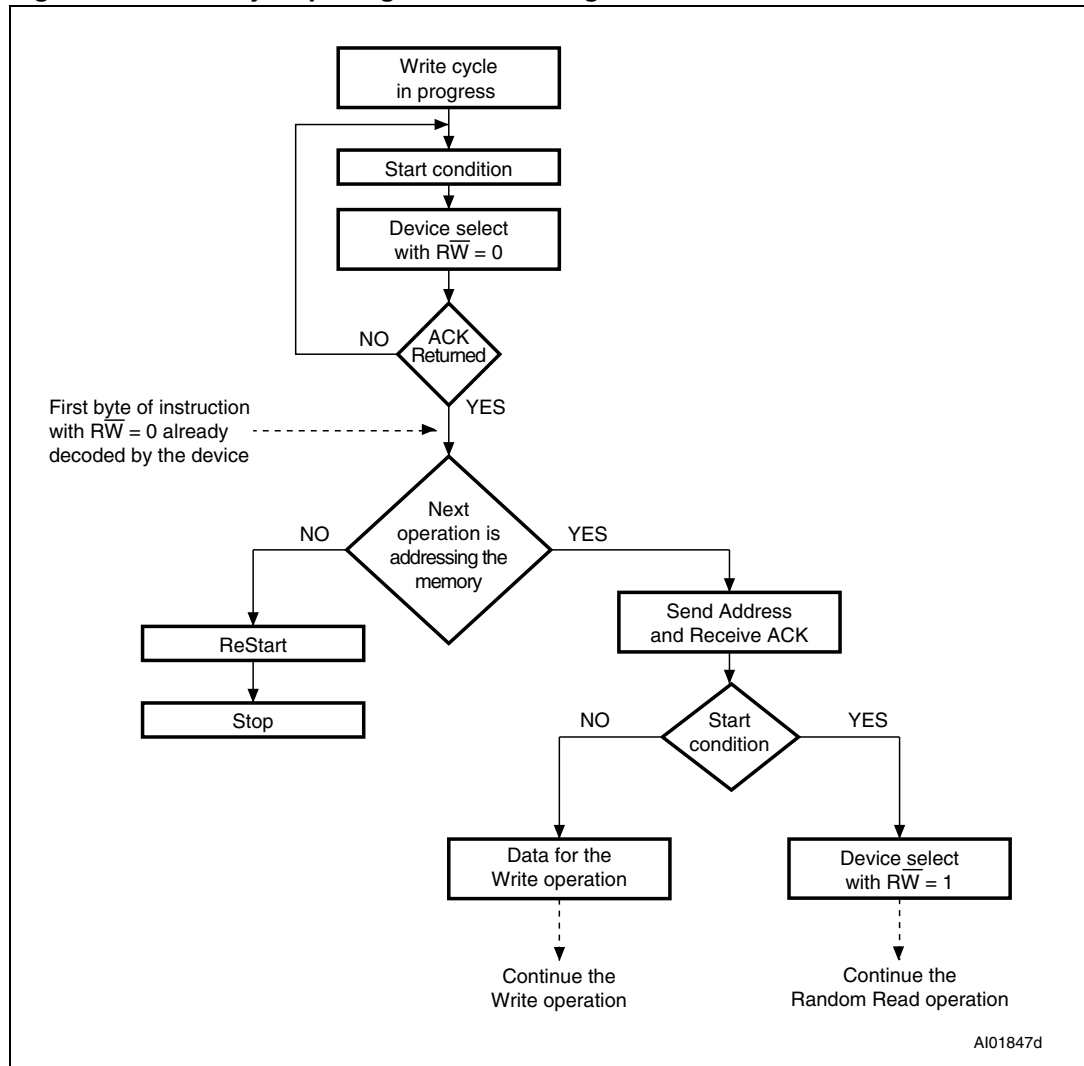 Write cycle
in progress
Start condition
Device select
with RW̅ = 0
NO
ACK
Returned
YES
First byte of instruction
with RW̅ = 0 already
decoded by the device
Next
operation is
addressing the
memory
NO
YES
Send Address
and Receive ACK
ReStart
Stop
NO
Start
condition
YES
Data for the
Write operation
Device select
with RW̅ = 1
Continue the
Write operation
Continue the
Random Read operation
AI01847d